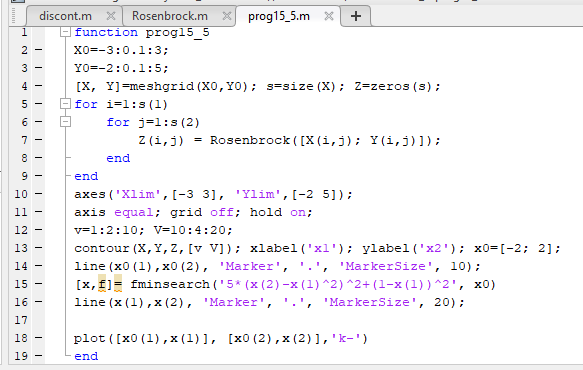 discont.m Rosenbrock.m prog15_5.m
1 function prog15_5
2 X0=-3:0.1:3;
3 Y0=-2:0.1:5;
4 [X, Y]=meshgrid(X0,Y0); s=size(X); Z=zeros(s);
5 for i=1:s(1)
6 for j=1:s(2)
7 Z(i,j) = Rosenbrock([X(i,j); Y(i,j)]);
8 end
9 end
10 axes('Xlim',[-3 3], 'Ylim',[-2 5]);
11 axis equal; grid off; hold on;
12 v=1:2:10; V=10:4:20;
13 contour(X,Y,Z,[v V]); xlabel('x1'); ylabel('x2'); x0=[-2; 2];
14 line(x0(1),x0(2), 'Marker', '.', 'MarkerSize', 10);
15 [x,f]= fminsearch('5*(x(2)-x(1)^2)^2+(1-x(1))^2', x0)
16 line(x(1),x(2), 'Marker', '.', 'MarkerSize', 20);
17
18 plot([x0(1),x(1)], [x0(2),x(2)],'k-')
19 end